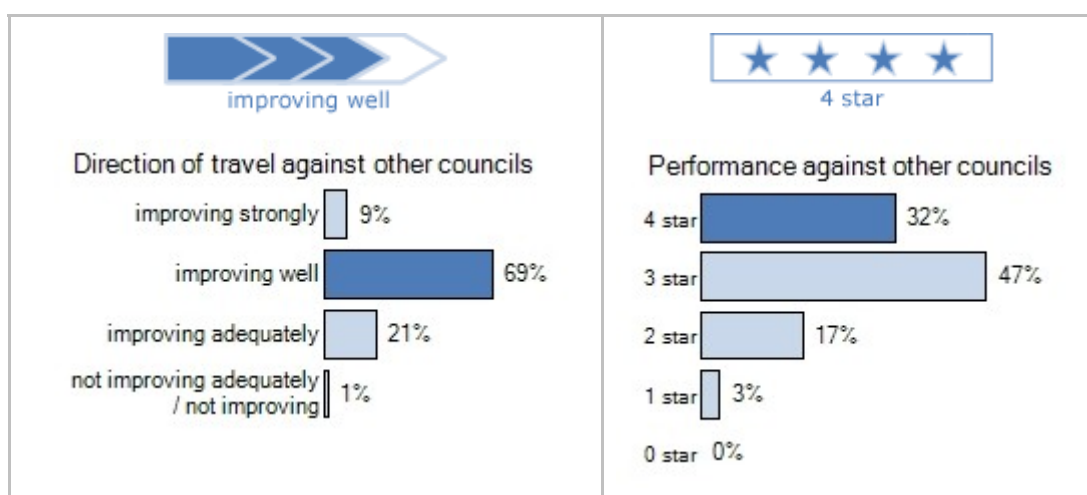 improving well
Direction of travel against other councils
improving strongly 9%
improving well 69%
improving adequately 21%
not improving adequately
/ not improving 1%
4 star
Performance against other councils
4 star 32%
3 star 47%
2 star 17%
1 star 3%
0 star 0%